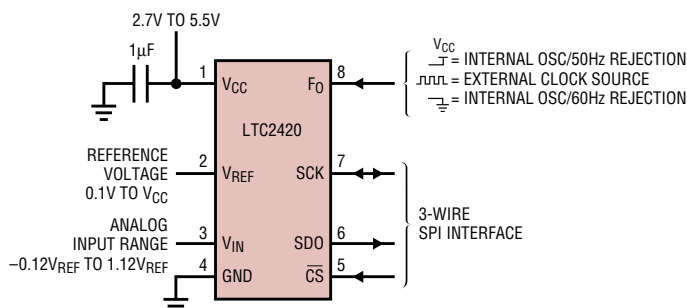 2.7V TO 5.5V
1µF
1
VCC
FO
8
VCC
= INTERNAL OSC/50Hz REJECTION
= EXTERNAL CLOCK SOURCE
= INTERNAL OSC/60Hz REJECTION
LTC2420
REFERENCE
VOLTAGE
0.1V TO VCC
2
VREF
SCK
7
ANALOG
INPUT RANGE
–0.12VREF TO 1.12VREF
3
VIN
SDO
6
4
GND
CS
5
3-WIRE
SPI INTERFACE